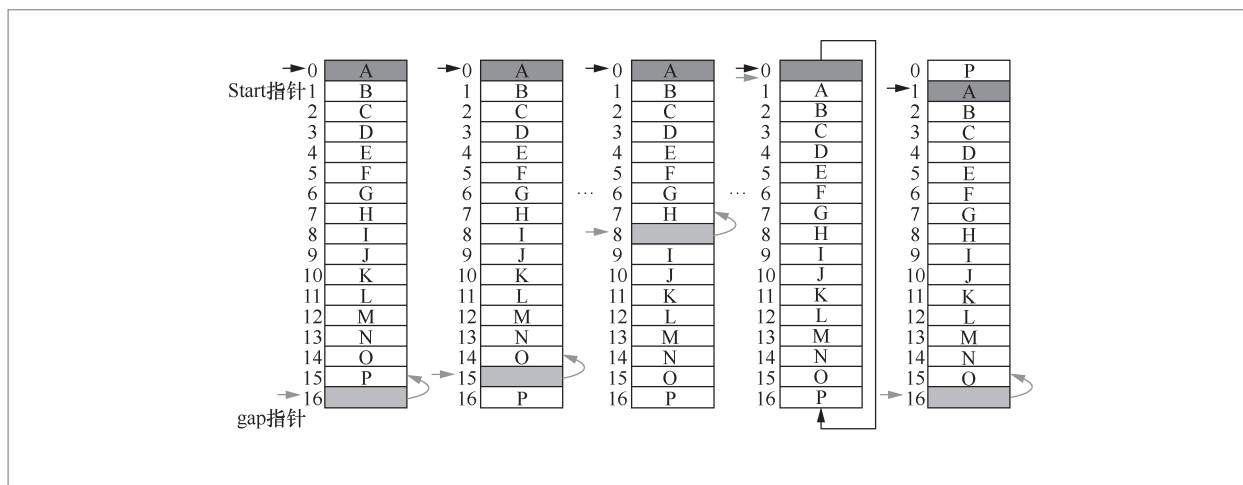 0 A 0 A 0 A 0 0 P
Start指针 1 B 1 B 1 B 1 A 1 A
2 C 2 C 2 C 2 B 2 B
3 D 3 D 3 D 3 C 3 C
4 E 4 E 4 E 4 D 4 D
5 F 5 F 5 F 5 E 5 E
6 G 6 G … 6 G … 6 F 6 F
7 H 7 H 7 H 7 G 7 G
8 I 8 I 8 8 H 8 H
9 J 9 J 9 I 9 I 9 I
10 K 10 K 10 J 10 J 10 J
11 L 11 L 11 K 11 K 11 K
12 M 12 M 12 L 12 L 12 L
13 N 13 N 13 M 13 M 13 M
14 O 14 O 14 N 14 N 14 N
15 P 15 15 O 15 O 15 O
16 16 P 16 P 16 P 16
gap指针